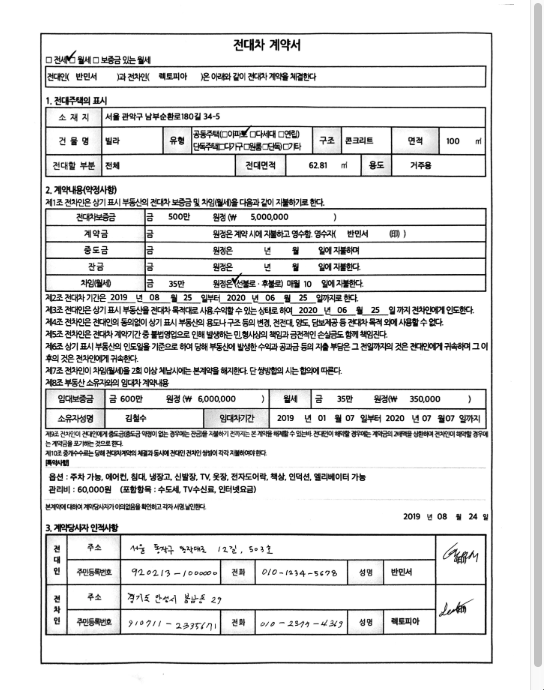 전대차 계약서
□ 전세 □ 월세 □ 보증금 있는 월세
전대인( 반민서 )과 전차인( 렉토피아 )은 아래와 같이 전대차 계약을 체결한다
1. 전대주택의 표시
소 재 지 서울 관악구 남부순환로180길 34-5
건 물 명 빌라 유형 공동주택(□아파트 □다세대 □연립) 구조 콘크리트 면적 100 ㎡
단독주택(□다가구 □원룸 □단독) □기타
전대할 부분 전체 전대면적 62.81 ㎡ 용도 거주용
2. 계약내용(약정사항)
제1조 전차인은 상기 표시 부동산의 전대차 보증금 및 차임(월세)을 다음과 같이 지불하기로 한다.
전대차보증금 금 500만 원정 (₩ 5,000,000 )
계 약 금 금 원정은 계약 시에 지불하고 영수함. 영수자( 반민서 ㊞ )
중 도 금 금 원정은 년 월 일에 지불하며
잔 금 금 원정은 년 월 일에 지불한다.
차임(월세) 금 35만 원정은 (선불로 · 후불로) 매월 10 일에 지불한다.
제2조 전대차 기간은 2019 년 08 월 25 일부터 2020 년 06 월 25 일까지로 한다.
제3조 전대인은 상기 표시 부동산을 전대차 목적대로 사용,수익할 수 있는 상태로 하여 2020 년 06 월 25 일 까지 전차인에게 인도한다.
제4조 전차인은 전대인의 동의없이 상기 표시 부동산의 용도나 구조 등의 변경, 전전대, 양도, 담보제공 등 전대차 목적 외에 사용할 수 없다.
제5조 전차인은 전대차 계약기간 중 불법영업으로 인해 발생하는 민,형사상의 책임과 금전적인 손실금도 함께 책임진다.
제6조 상기 표시 부동산의 인도일을 기준으로 하여 당해 부동산에 발생한 수익과 공과금 등의 지출 부담은 그 전일까지의 것은 전대인에게 귀속하며 그 이
후의 것은 전차인에게 귀속한다.
제7조 전차인이 차임(월세)을 2회 이상 체납시에는 본계약을 해지한다. 단 쌍방합의 시는 합의에 따른다.
제8조 부동산 소유자와의 임대차 계약내용
임대보증금 금 600만 원정 (₩ 6,000,000 ) 월세 금 35만 원정(₩ 350,000 )
소유자성명 김철수 임대차기간 2019 년 01 월 07 일부터 2020 년 07 월07 일까지
제9조 전차인이 전대인에게 중도금(중도금 약정이 없는 경우에는 잔금)을 지불하기 전까지는 본 계약을 해제할 수 있는바, 전대인이 해약할 경우에는 계약금의 2배액을 상환하며 전차인이 해약할 경우에
는 계약금을 포기하는 것으로 한다.
제10조 중개수수료는 당해 전대차계약의 체결과 동시에 전대인 전차인 쌍방이 각각 지불하여야 한다.
[특약사항]
옵션 : 주차 가능, 에어컨, 침대, 냉장고, 신발장, TV, 옷장, 전자도어락, 책상, 인덕션, 엘리베이터 가능
관리비 : 60,000원 (포함항목 : 수도세, TV수신료, 인터넷요금)
본계약에 대하여 계약당사자가 이의없음을 확인하고 각자 서명 날인한다.
2019 년 08 월 24 일
3. 계약당사자 인적사항
전대인 주소 서울 동작구 동작대로 12길, 503호
주민등록번호 920213-1000000 전화 010-1234-5678 성명 반민서
전차인 주소 경기도 안성시 봉남동 27
주민등록번호 910711-2335671 전화 010-2377-4369 성명 렉토피아